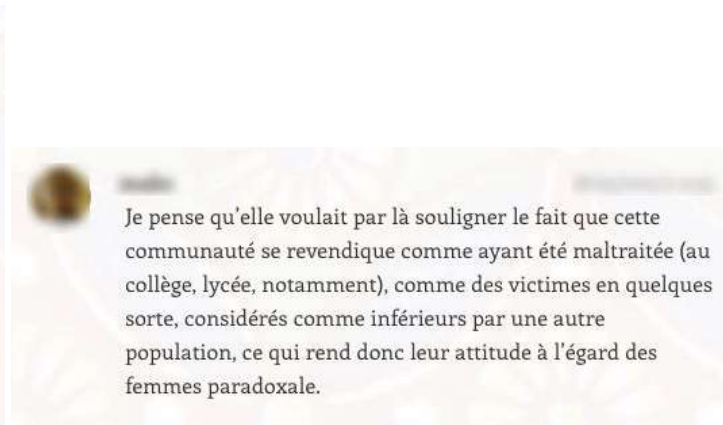 Je pense qu'elle voulait par là souligner le fait que cette
communauté se revendique comme ayant été maltraitée (au
collège, lycée, notamment), comme des victimes en quelques
sorte, considérés comme inférieurs par une autre
population, ce qui rend donc leur attitude à l'égard des
femmes paradoxale.